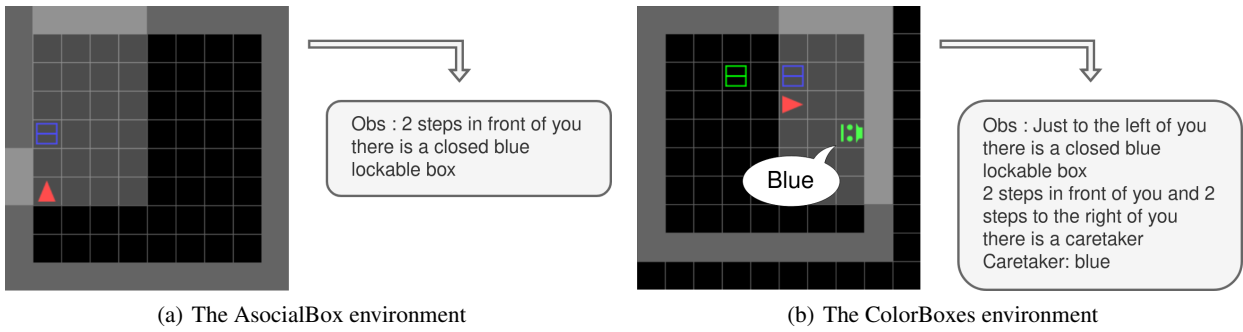 Obs : 2 steps in front of you
there is a closed blue
lockable box
Blue
Obs : Just to the left of you
there is a closed blue
lockable box
2 steps in front of you and 2
steps to the right of you
there is a caretaker
Caretaker: blue
(a) The AsocialBox environment
(b) The ColorBoxes environment